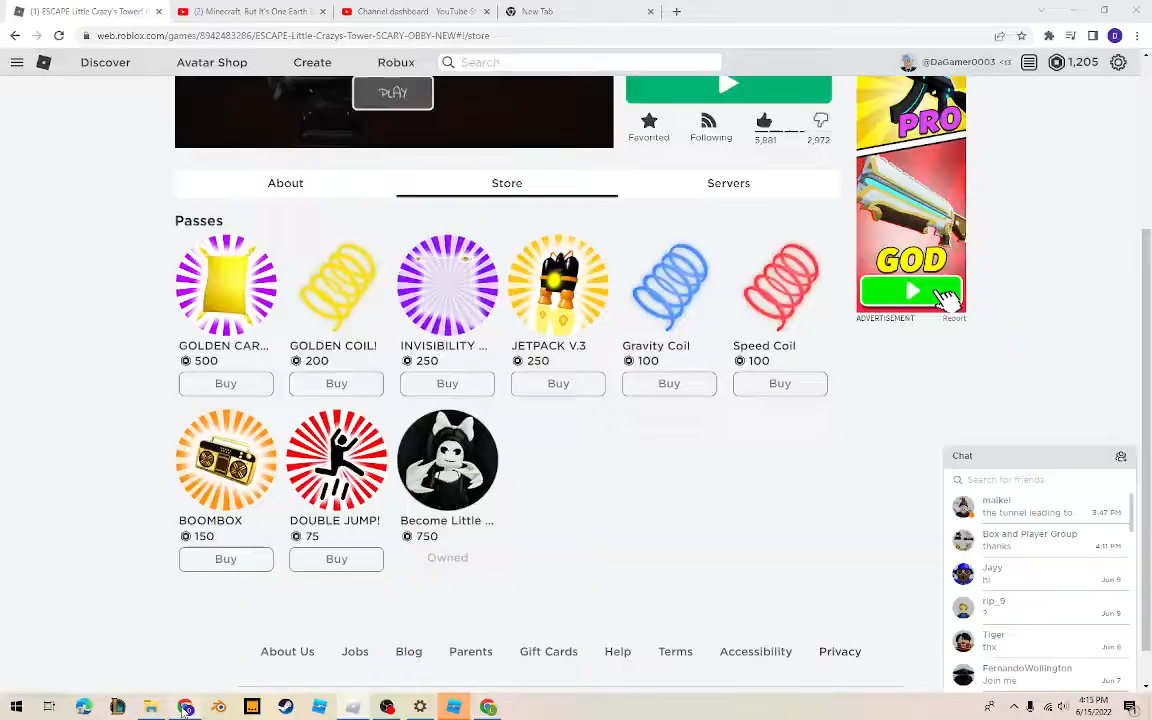 (1) ESCAPE Little Crazy's Tower!
(2) Minecraft, But It's One Earth S
Channel dashboard - YouTube St
New Tab
web.roblox.com/games/8942483286/ESCAPE-Little-Crazys-Tower-SCARY-OBBY-NEW#!/store
Discover
Avatar Shop
Create
Robux
Search
@DaGamer0003 <13
1,205
PLAY
Favorited
Following
5,881
2,972
PRO
About
Store
Servers
Passes
GOD
ADVERTISEMENT
Report
GOLDEN CAR...
GOLDEN COIL!
INVISIBILITY ...
JETPACK V.3
Gravity Coil
Speed Coil
500
200
250
250
100
100
Buy
Buy
Buy
Buy
Buy
Buy
BOOMBOX
DOUBLE JUMP!
Become Little ...
150
75
750
Buy
Buy
Owned
Chat
Search for friends
maikel
the tunnel leading to
3:47 PM
Box and Player Group
thanks
4:11 PM
Jayy
hi
Jun 9
rip_9
?
Jun 9
Tiger
thx
Jun 8
FernandoWollington
Join me
Jun 7
About Us
Jobs
Blog
Parents
Gift Cards
Help
Terms
Accessibility
Privacy
4:15 PM
6/15/2022